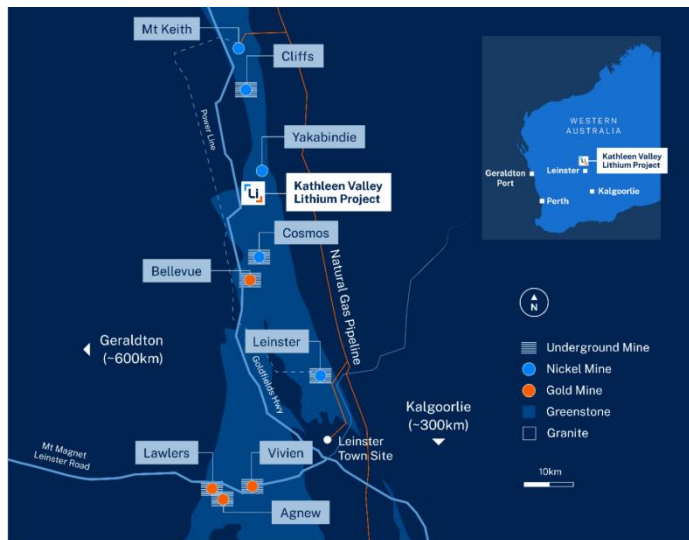 Mt Keith
Cliffs
Power Line
Yakabindie
Li
Kathleen Valley
Lithium Project
Cosmos
Bellevue
Natural Gas Pipeline
Geraldton
(~600km)
Leinster
Goldfields Hwy
Kalgoorlie
(~300km)
Leinster
Town Site
Mt Magnet
Leinster Road
Lawlers
Vivien
Agnew
WESTERN
AUSTRALIA
Li
Kathleen Valley
Lithium Project
Geraldton
Port
Leinster
Kalgoorlie
Perth
N
Underground Mine
Nickel Mine
Gold Mine
Greenstone
Granite
10km